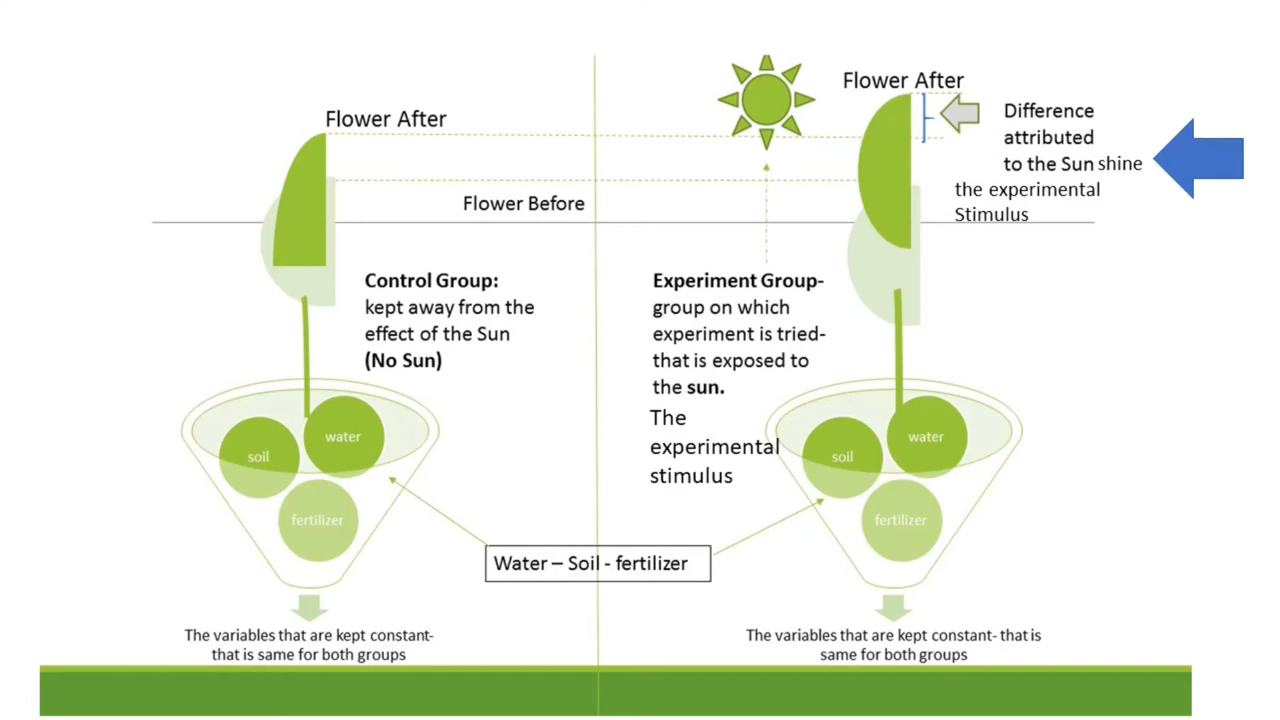 Flower After
Flower After
Difference
attributed
to the Sun shine
the experimental
Stimulus
Flower Before
Control Group:
kept away from the
effect of the Sun
(No Sun)
Experiment Group-
group on which
experiment is tried-
that is exposed to
the sun.
The
experimental
stimulus
soil
water
fertilizer
soil
water
fertilizer
Water – Soil - fertilizer
The variables that are kept constant-
that is same for both groups
The variables that are kept constant- that is
same for both groups